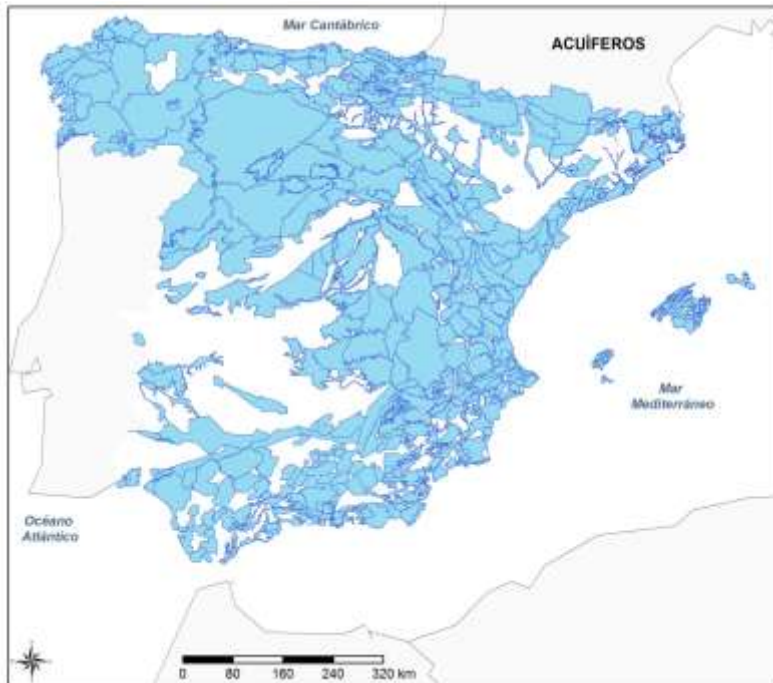 Mar Cantábrico
ACUÍFEROS
Mar
Mediterráneo
Océano
Atlántico
0 80 160 240 320 km